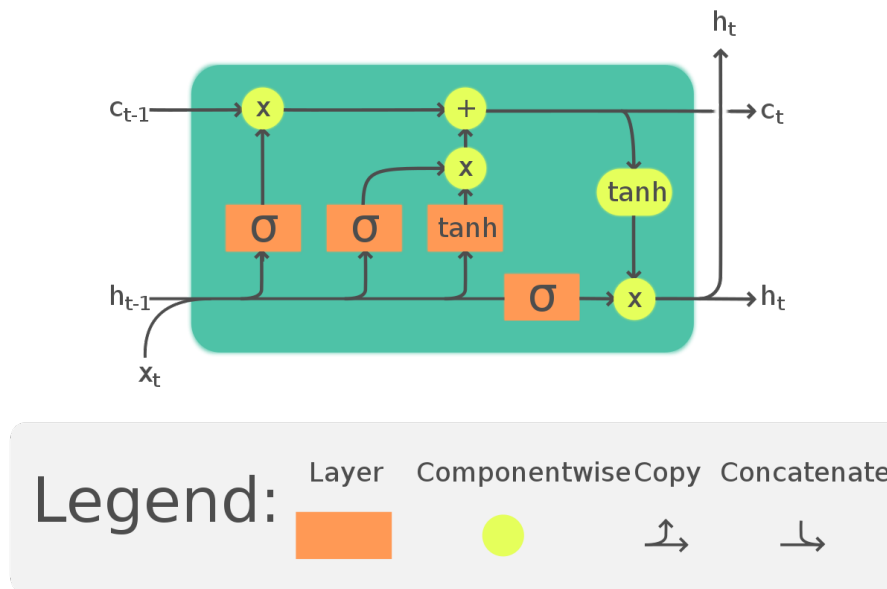 h_t
c_t-1 x + c_t
x
tanh
σ σ tanh
h_t-1 σ x h_t
x_t
Legend: Layer Componentwise Copy Concatenate